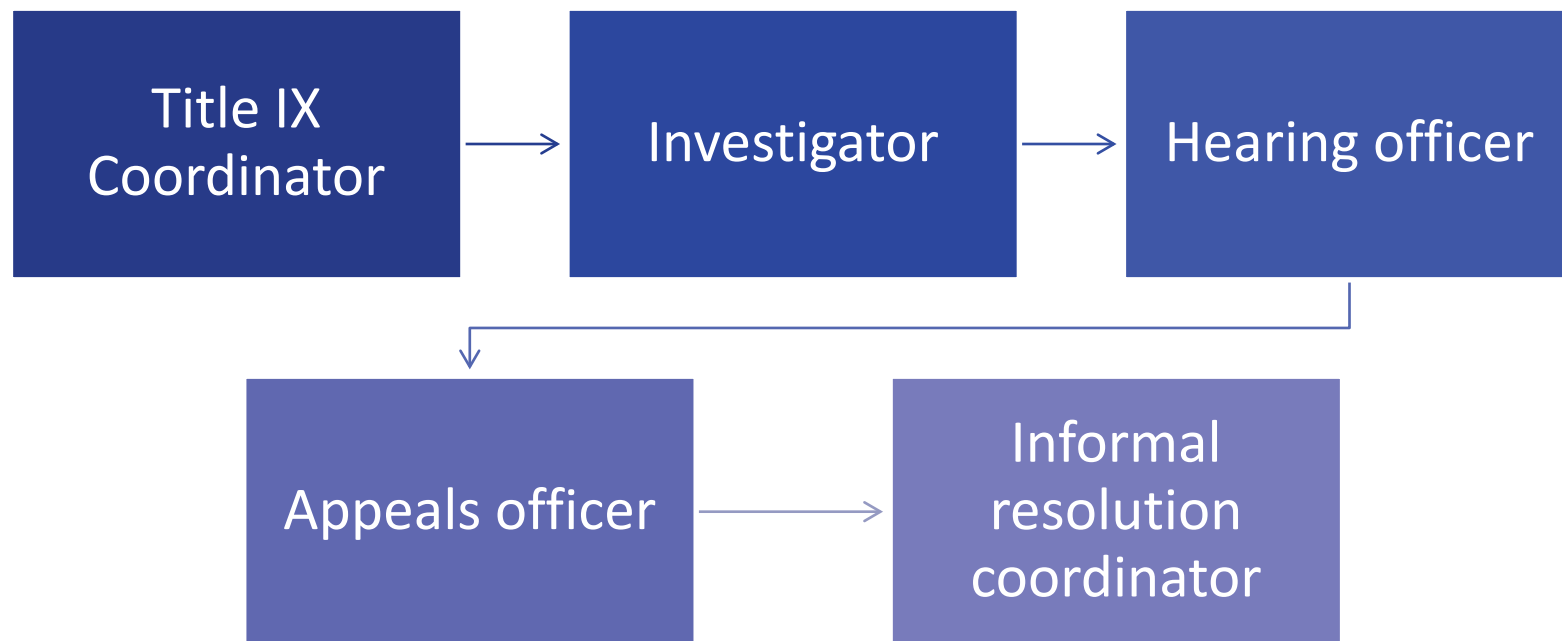 Title IX
Coordinator
Investigator
Hearing officer
Appeals officer
Informal
resolution
coordinator